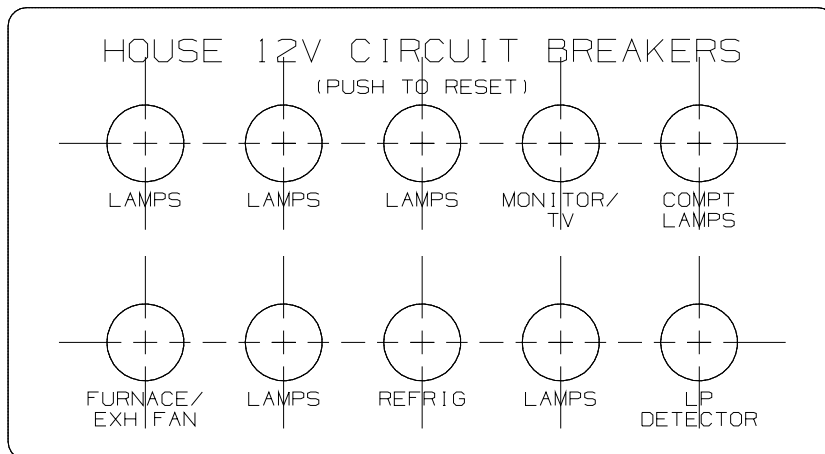 HOUSE 12V CIRCUIT BREAKERS
(PUSH TO RESET)
LAMPS LAMPS LAMPS MONITOR/ TV COMPT LAMPS
FURNACE/ EXH FAN LAMPS REFRIG LAMPS LP DETECTOR